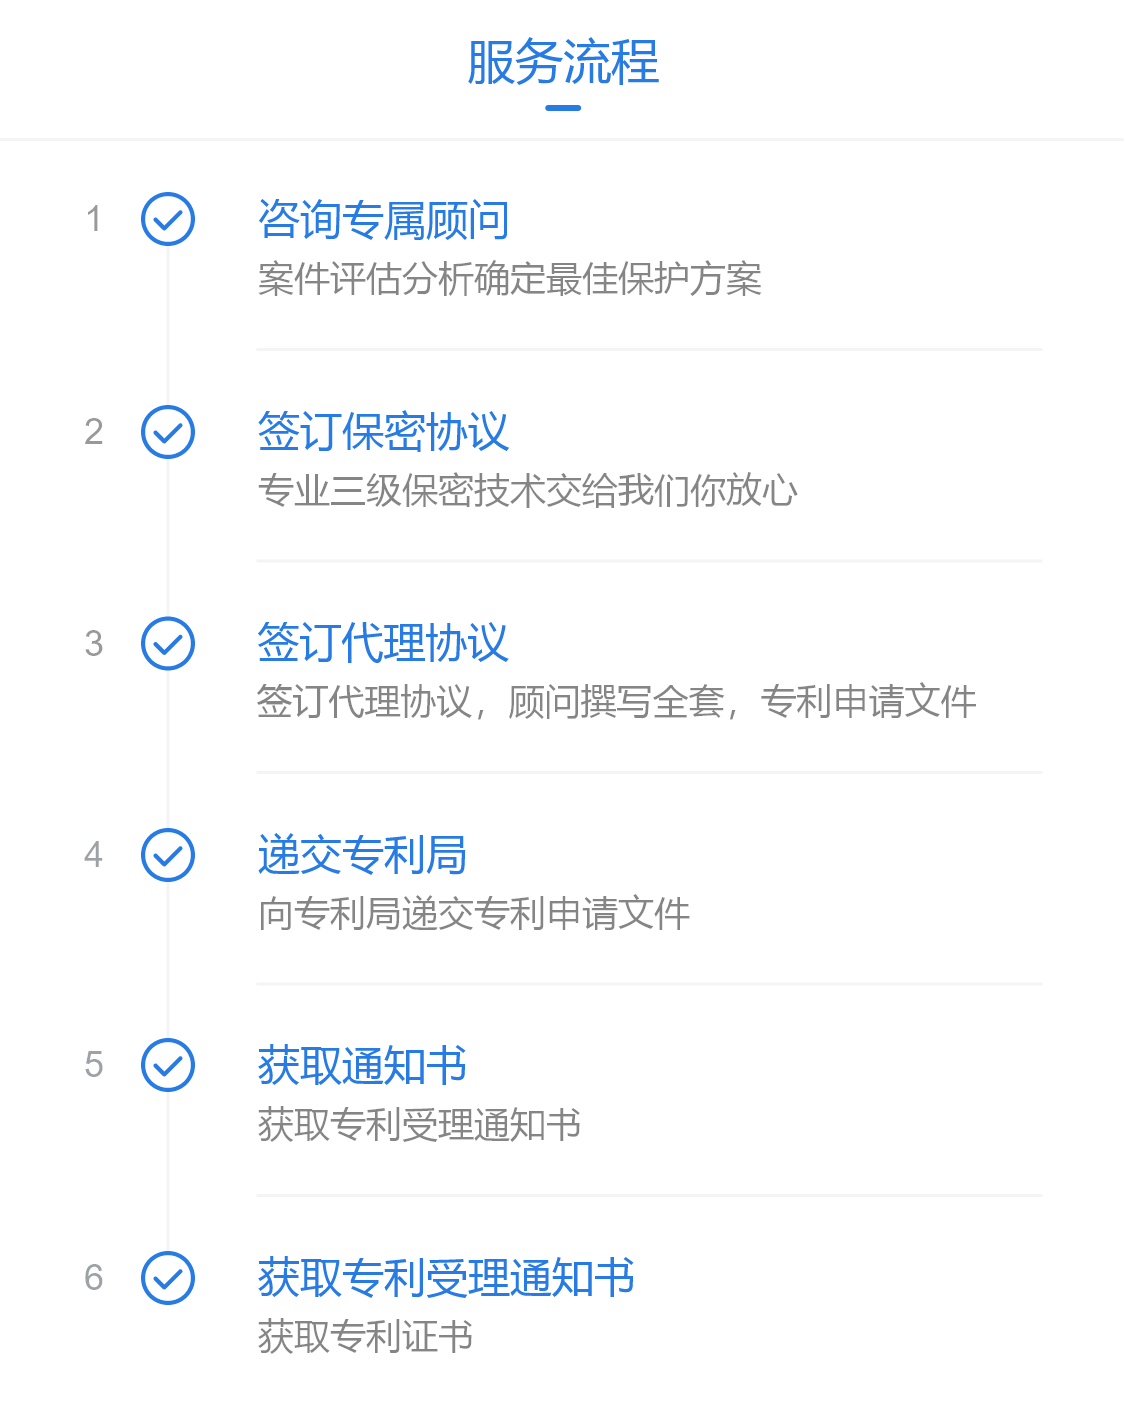 服务流程
1
咨询专属顾问
案件评估分析确定最佳保护方案
2
签订保密协议
专业三级保密技术交给我们你放心
3
签订代理协议
签订代理协议，顾问撰写全套，专利申请文件
4
递交专利局
向专利局递交专利申请文件
5
获取通知书
获取专利受理通知书
6
获取专利受理通知书
获取专利证书